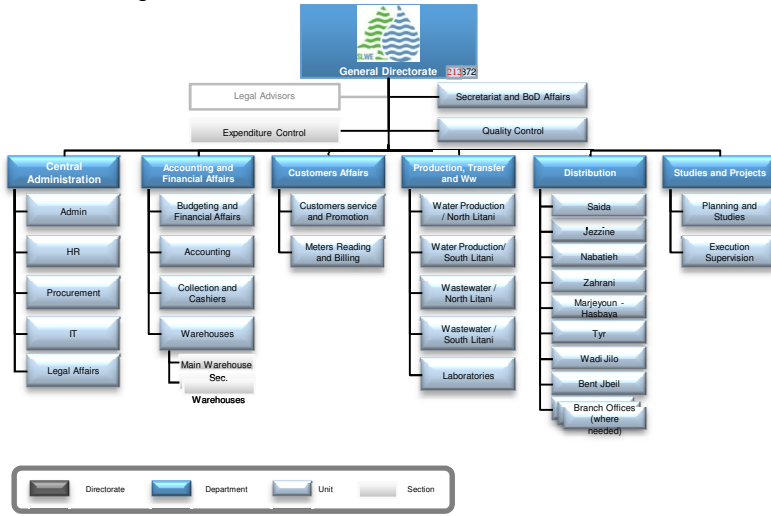 SLWE
General Directorate 212372
Legal Advisors
Secretariat and BoD Affairs
Expenditure Control
Quality Control
Central
Administration
Accounting and
Financial Affairs
Customers Affairs
Production, Transfer
and Ww
Distribution
Studies and Projects
Admin
HR
Procurement
IT
Legal Affairs
Budgeting and
Financial Affairs
Accounting
Collection and
Cashiers
Warehouses
Main Warehouse
Sec.
Warehouses
Customers service
and Promotion
Meters Reading
and Billing
Water Production
/ North Litani
Water Production/
South Litani
Wastewater /
North Litani
Wastewater /
South Litani
Laboratories
Saida
Jezzine
Nabatieh
Zahrani
Marjeyoun -
Hasbaya
Tyr
Wadi Jilo
Bent Jbeil
Branch Offices
(where
needed)
Planning and
Studies
Execution
Supervision
Directorate
Department
Unit
Section